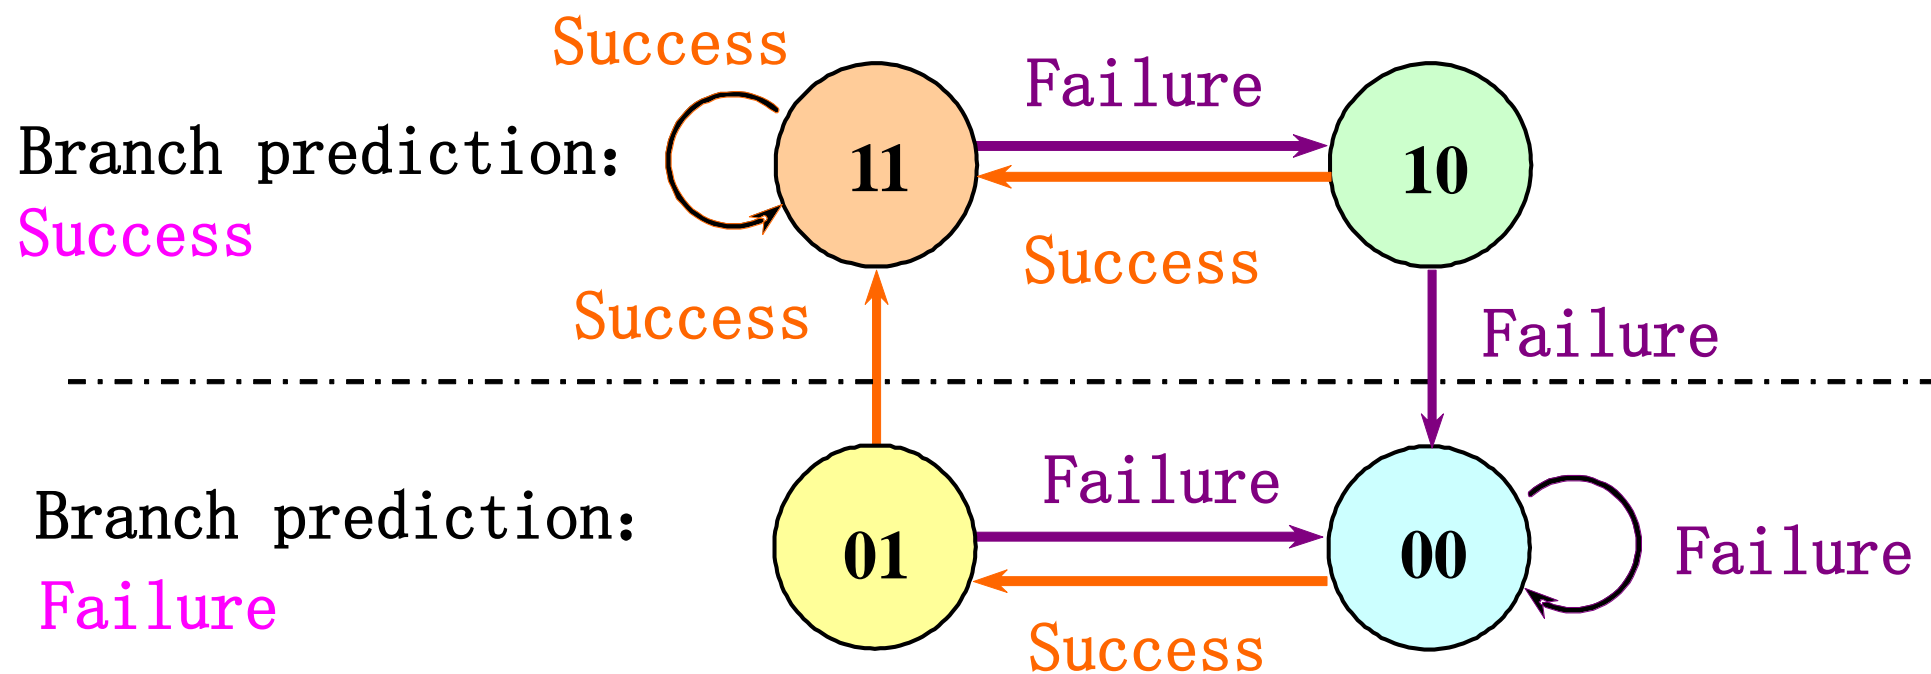 Success
Failure
Branch prediction:
11
10
Success
Success
Success
Failure
Failure
Branch prediction:
01
00
Failure
Failure
Success